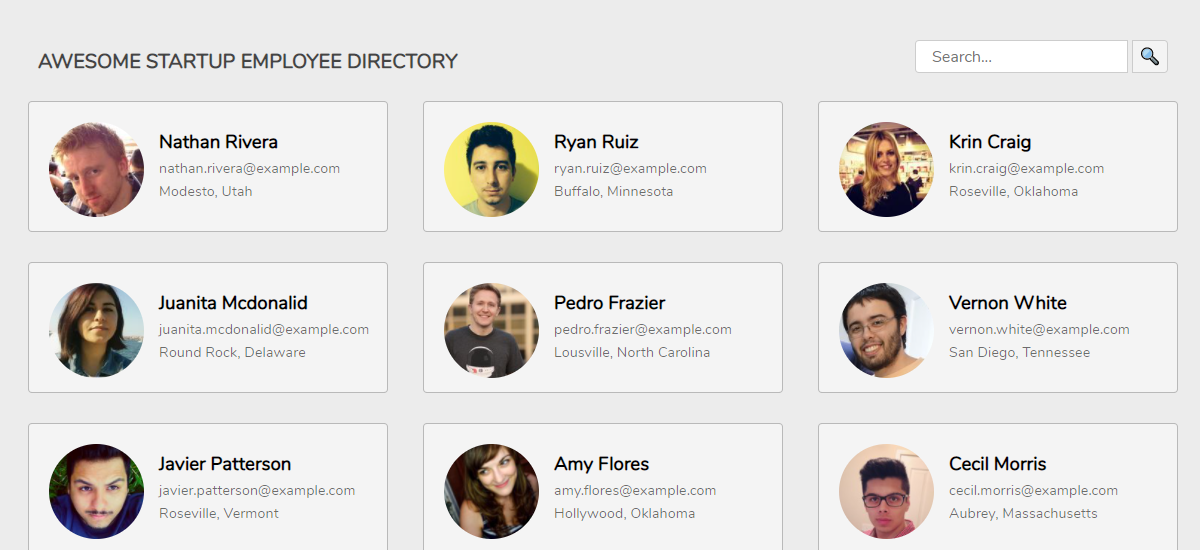 AWESOME STARTUP EMPLOYEE DIRECTORY
Search...
Nathan Rivera
nathan.rivera@example.com
Modesto, Utah
Ryan Ruiz
ryan.ruiz@example.com
Buffalo, Minnesota
Krin Craig
krin.craig@example.com
Roseville, Oklahoma
Juanita Mcdonalid
juanita.mcdonalid@example.com
Round Rock, Delaware
Pedro Frazier
pedro.frazier@example.com
Lousville, North Carolina
Vernon White
vernon.white@example.com
San Diego, Tennessee
Javier Patterson
javier.patterson@example.com
Roseville, Vermont
Amy Flores
amy.flores@example.com
Hollywood, Oklahoma
Cecil Morris
cecil.morris@example.com
Aubrey, Massachusetts